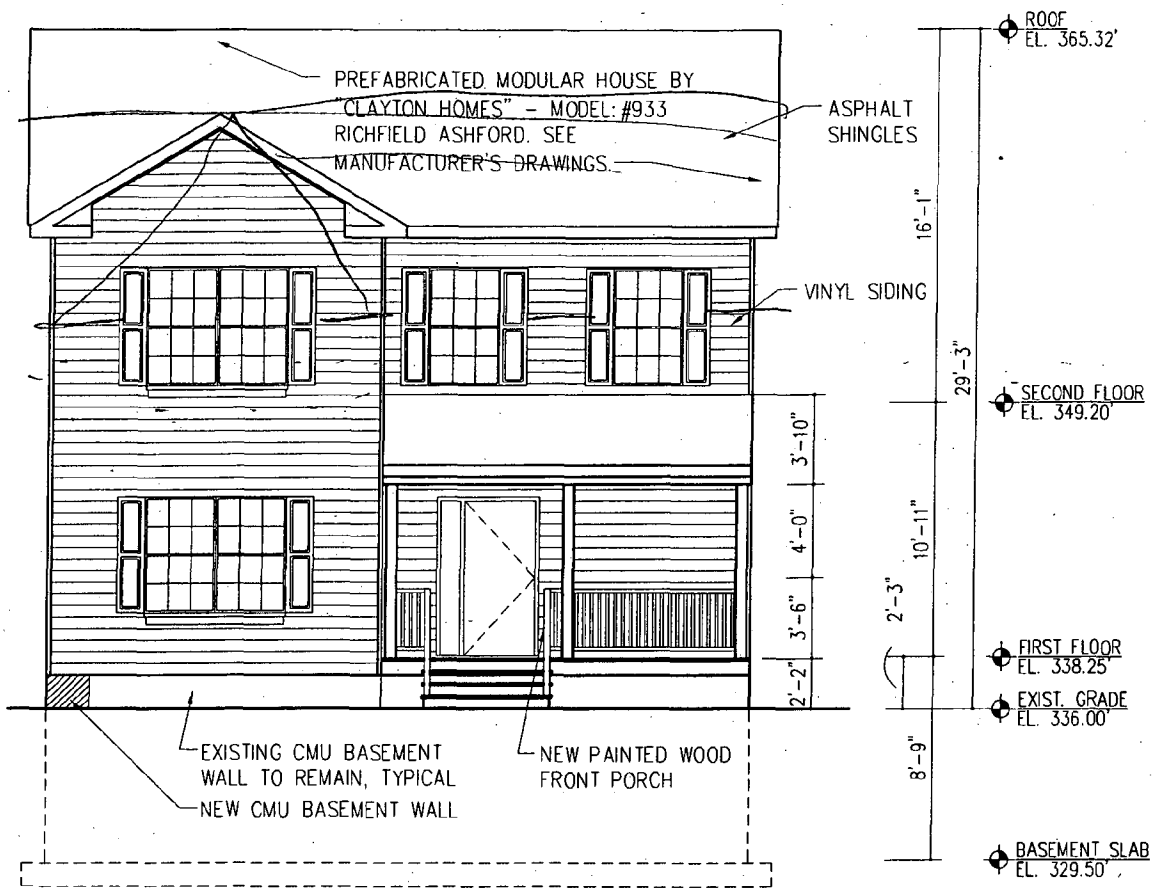 ROOF
EL. 365.32'
PREFABRICATED MODULAR HOUSE BY
"CLAYTON HOMES" - MODEL: #933
RICHFIELD ASHFORD. SEE
MANUFACTURER'S DRAWINGS.
ASPHALT
SHINGLES
16'-1"
VINYL SIDING
29'-3"
SECOND FLOOR
EL. 349.20'
3'-10"
4'-0"
10'-11"
3'-6"
2'-3"
2'-2"
FIRST FLOOR
EL. 338.25'
EXIST. GRADE
EL. 336.00'
EXISTING CMU BASEMENT
WALL TO REMAIN, TYPICAL
NEW CMU BASEMENT WALL
NEW PAINTED WOOD
FRONT PORCH
8'-9"
BASEMENT SLAB
EL. 329.50'